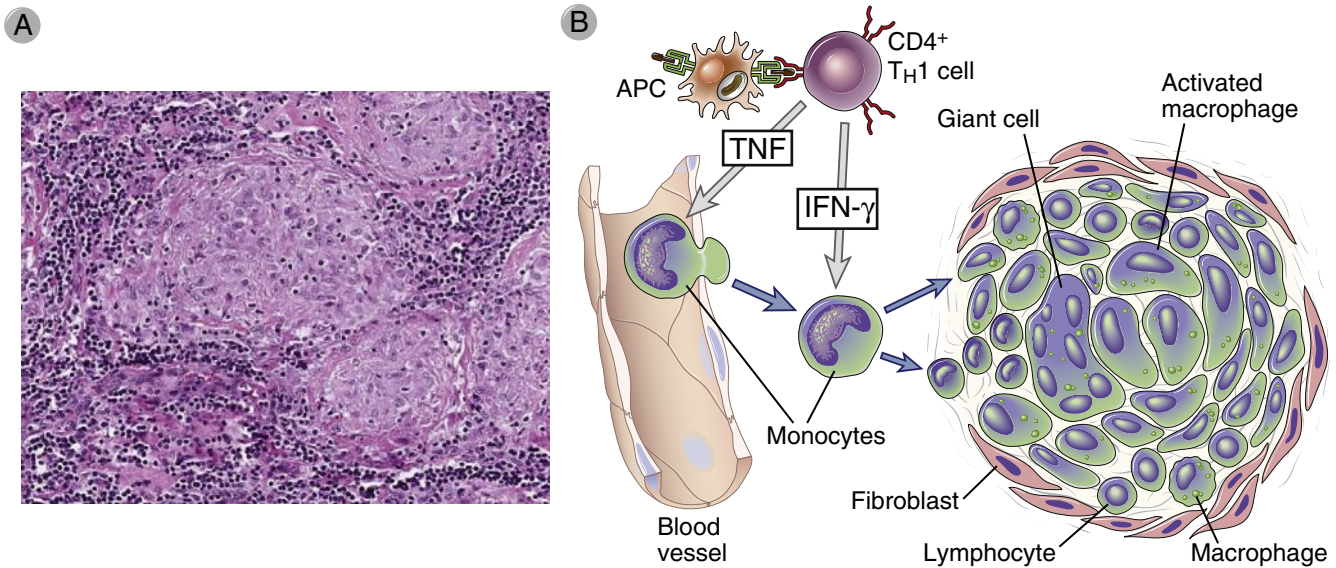 A
B
CD4+
TH1 cell
APC
Activated
macrophage
Giant cell
TNF
IFN-γ
Monocytes
Fibroblast
Blood
vessel
Lymphocyte
Macrophage